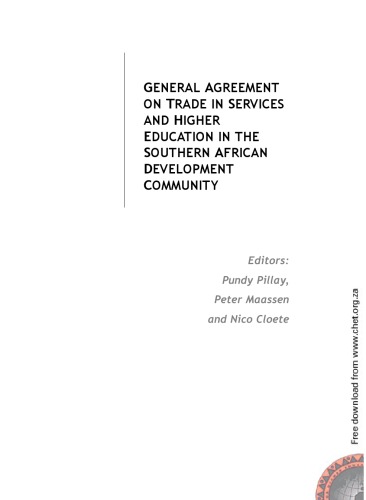 GENERAL AGREEMENT
ON TRADE IN SERVICES
AND HIGHER
EDUCATION IN THE
SOUTHERN AFRICAN
DEVELOPMENT
COMMUNITY
Editors:
Pundy Pillay,
Peter Maassen
and Nico Cloete
Free download from www.chet.org.za